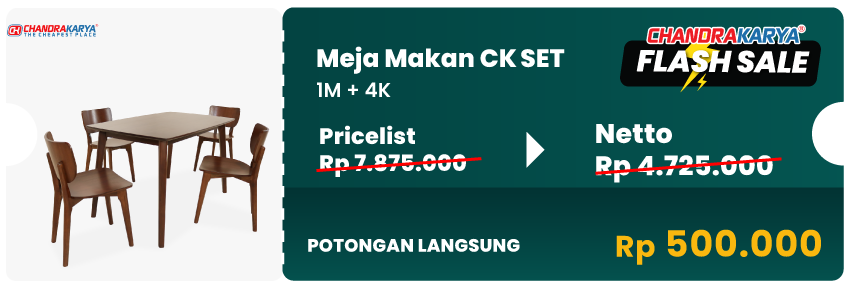 CHANDRAKARYA®
THE CHEAPEST PLACE
Meja Makan CK SET
1M + 4K
CHANDRAKARYA®
FLASH SALE
Pricelist
Rp 7.875.000
Netto
Rp 4.725.000
POTONGAN LANGSUNG
Rp 500.000